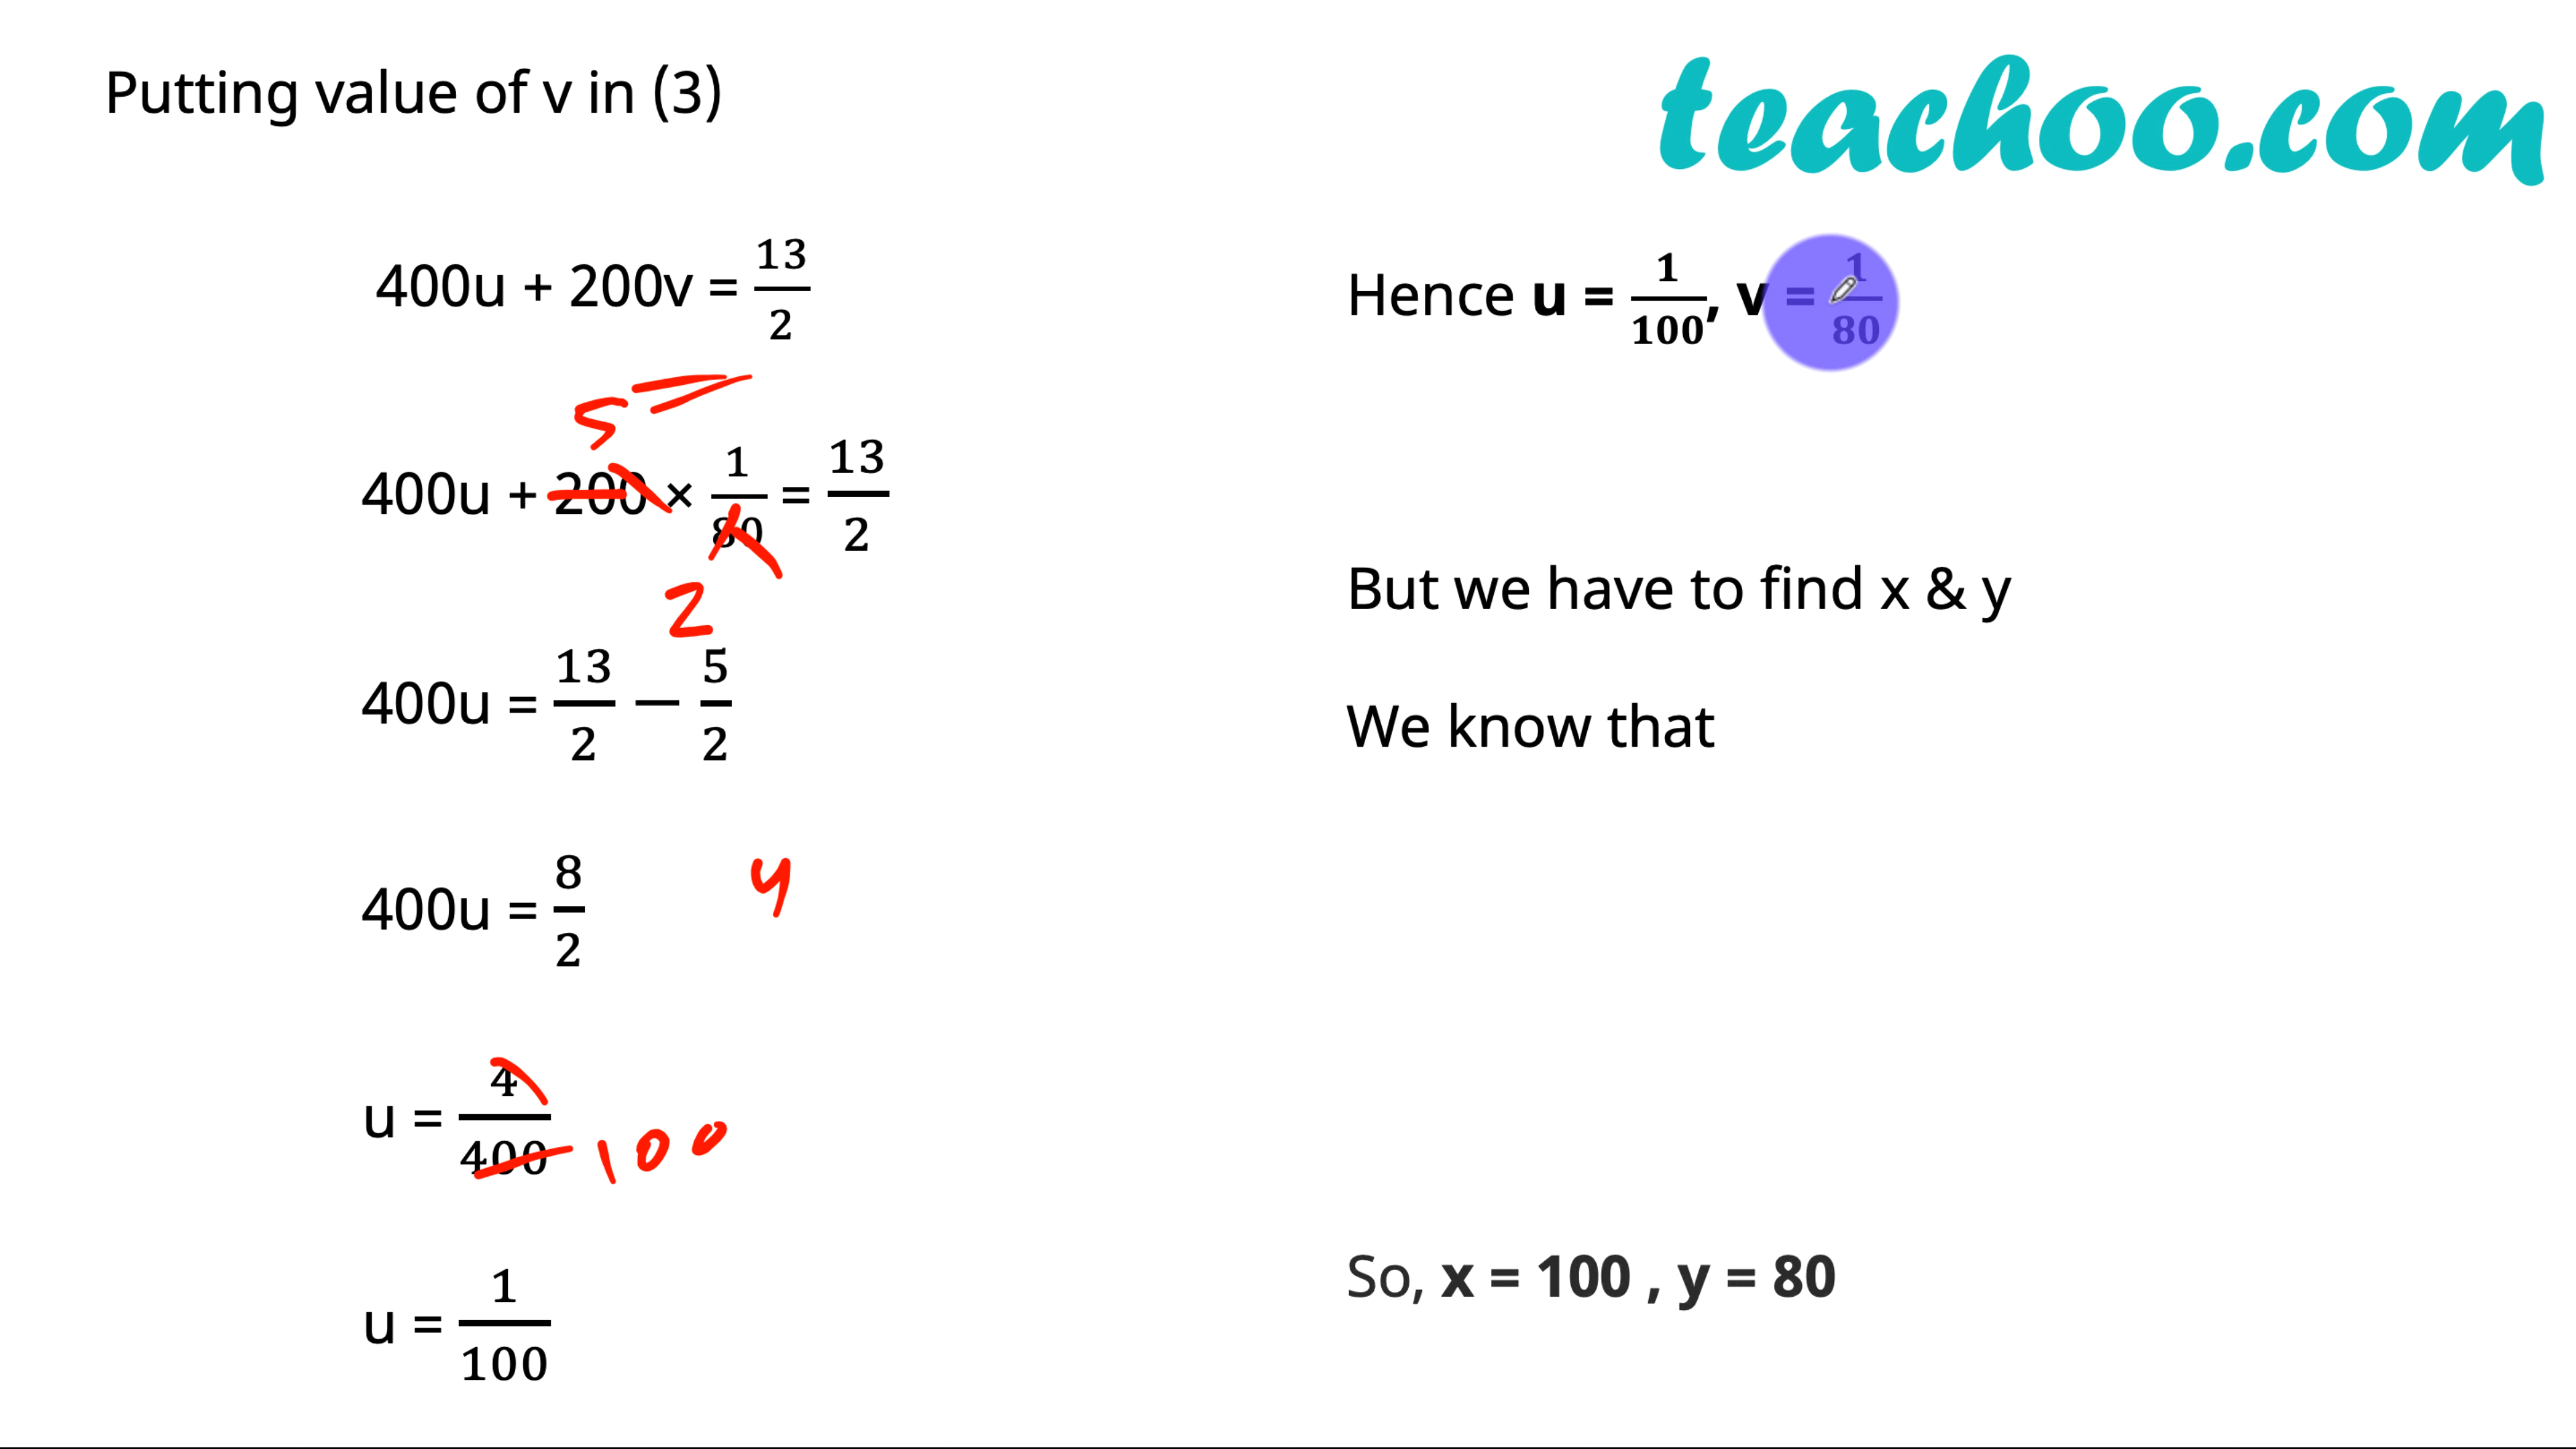 Putting value of v in (3)
teachoo.com
400u + 200v = 13/2
5
400u + 200 × 1/80 = 13/2
2
400u = 13/2 − 5/2
400u = 8/2
4
u = 4/400
100
u = 1/100
Hence u = 1/100, v = 1/80
But we have to find x & y
We know that
So, x = 100 , y = 80